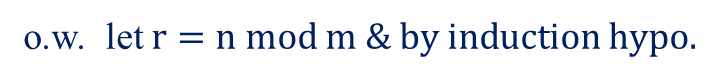 o.w. let r = n mod m & by induction hypo.